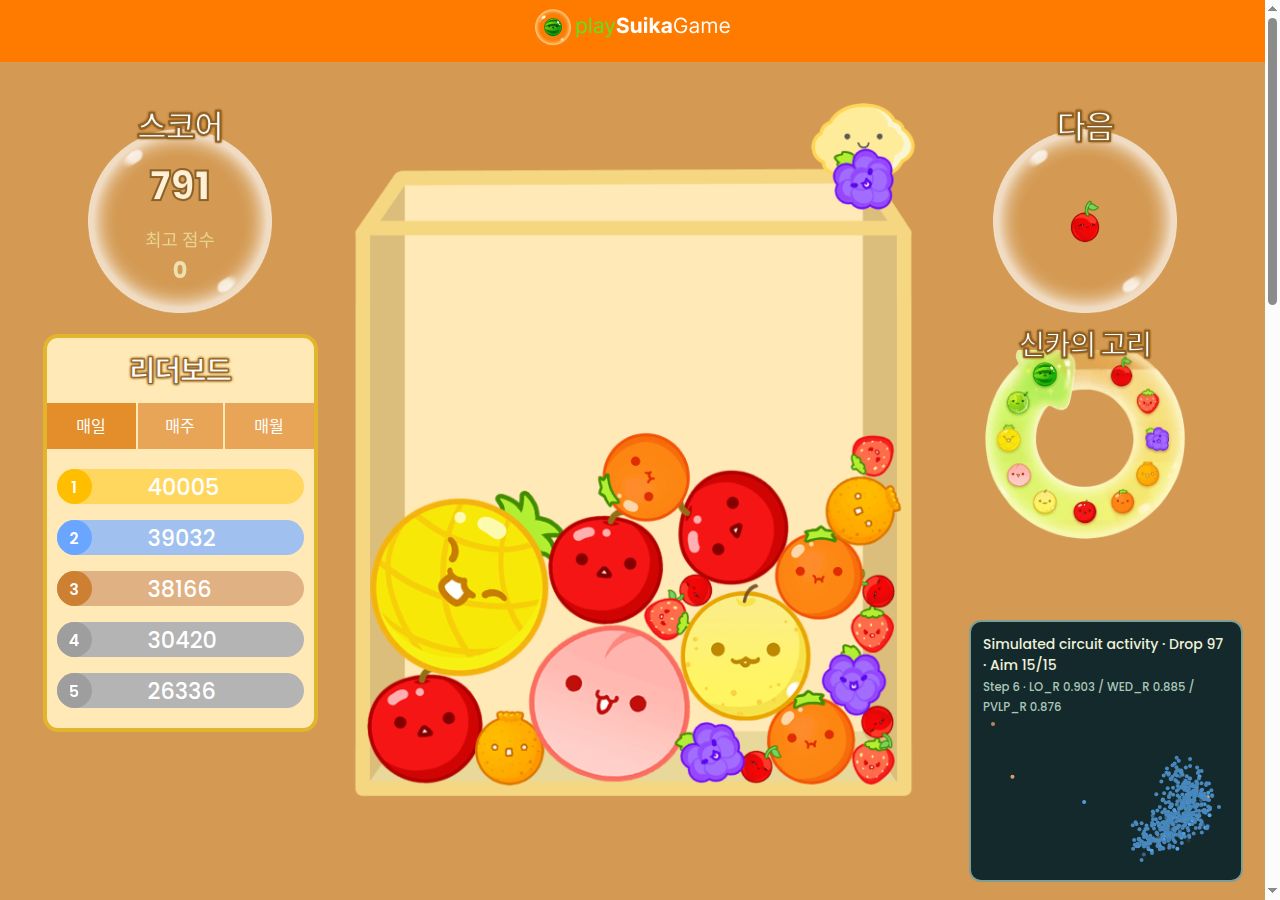 playSuikaGame
스코어
791
최고 점수
0
리더보드
매일 매주 매월
1 40005
2 39032
3 38166
4 30420
5 26336
다음
신카의 고리
Simulated circuit activity · Drop 97
· Aim 15/15
Step 6 · LO_R 0.903 / WED_R 0.885 /
PVLP_R 0.876